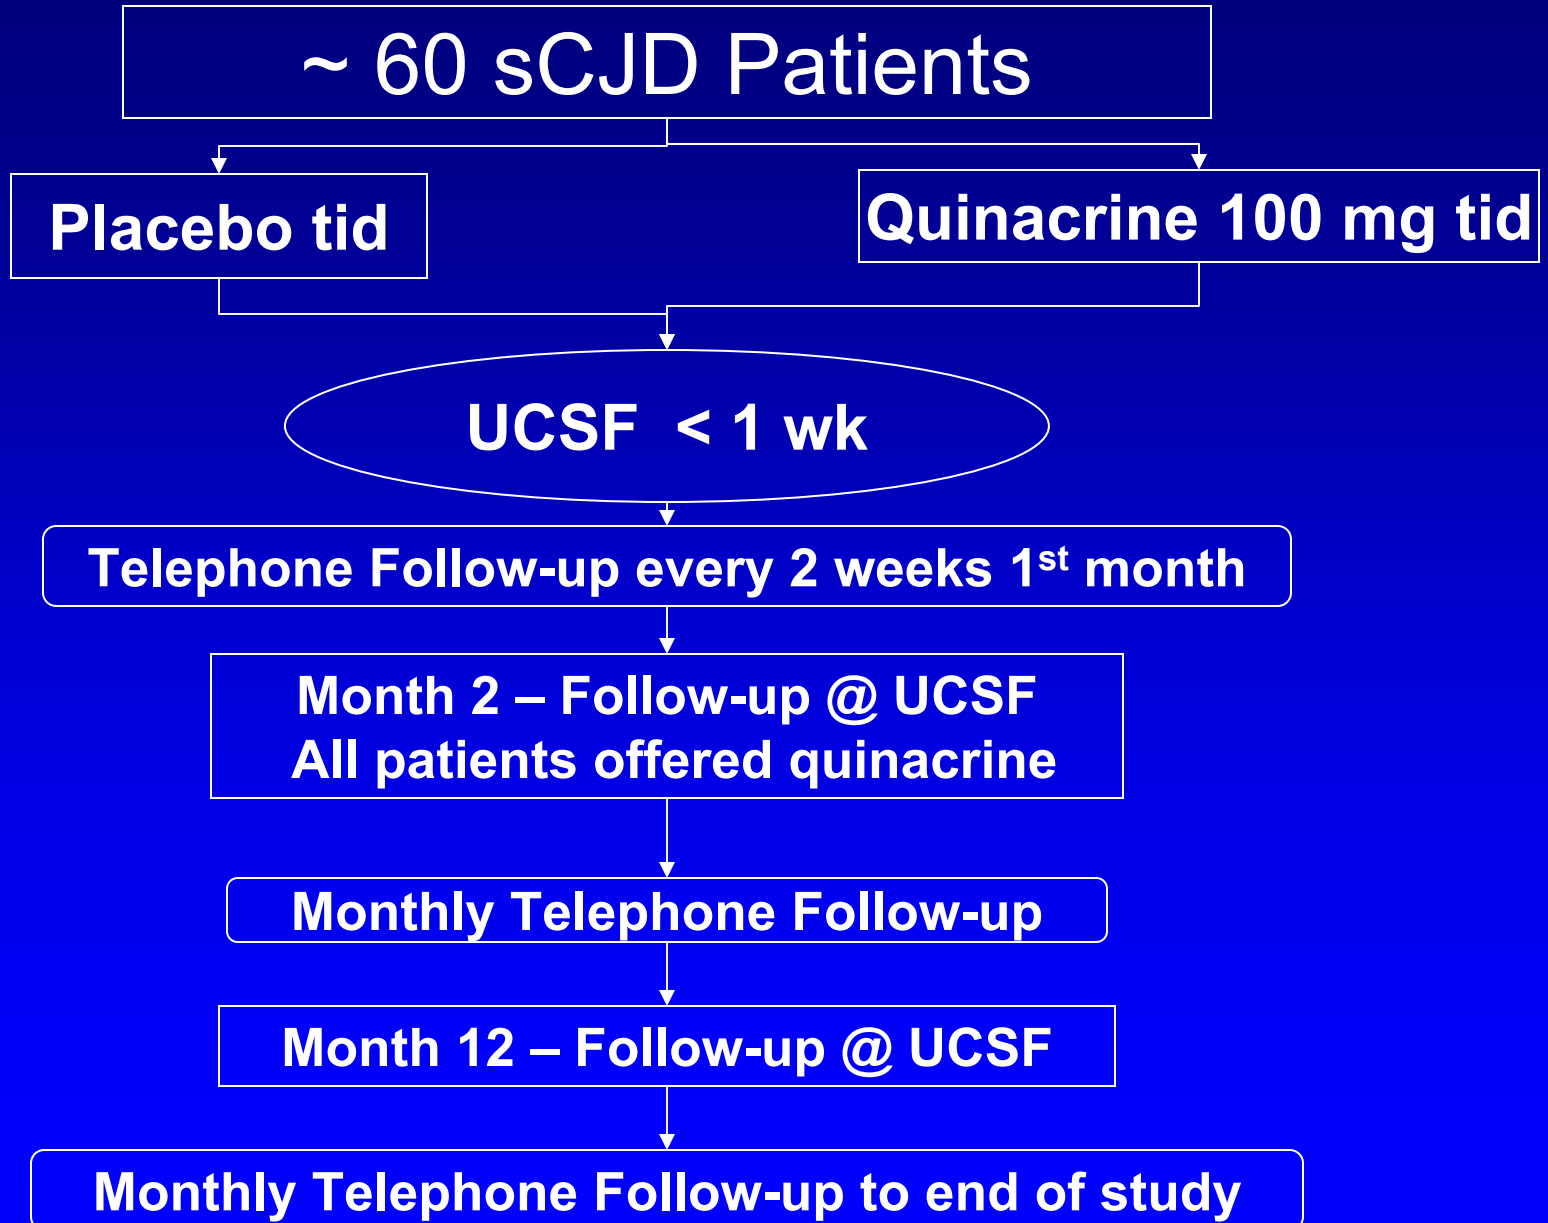 ~ 60 sCJD Patients
Placebo tid
Quinacrine 100 mg tid
UCSF < 1 wk
Telephone Follow-up every 2 weeks 1st month
Month 2 – Follow-up @ UCSF
All patients offered quinacrine
Monthly Telephone Follow-up
Month 12 – Follow-up @ UCSF
Monthly Telephone Follow-up to end of study